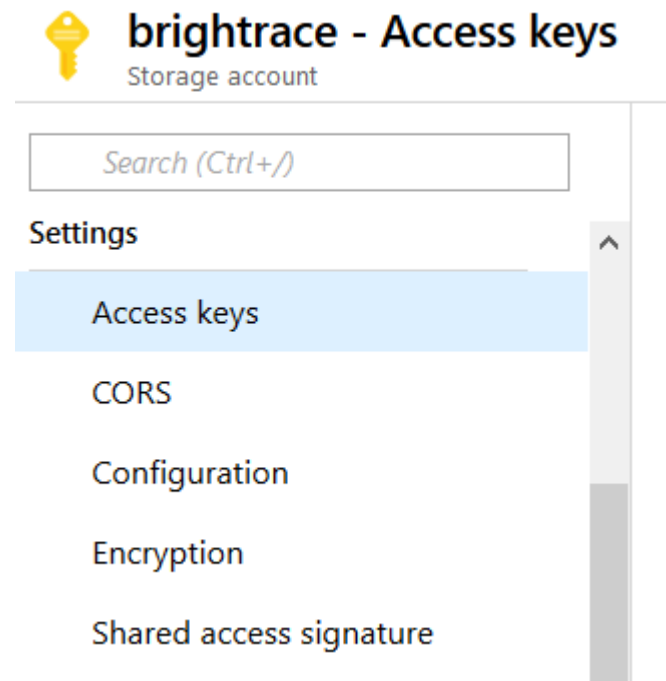 brightrace - Access keys
Storage account
Search (Ctrl+/)
Settings
Access keys
CORS
Configuration
Encryption
Shared access signature